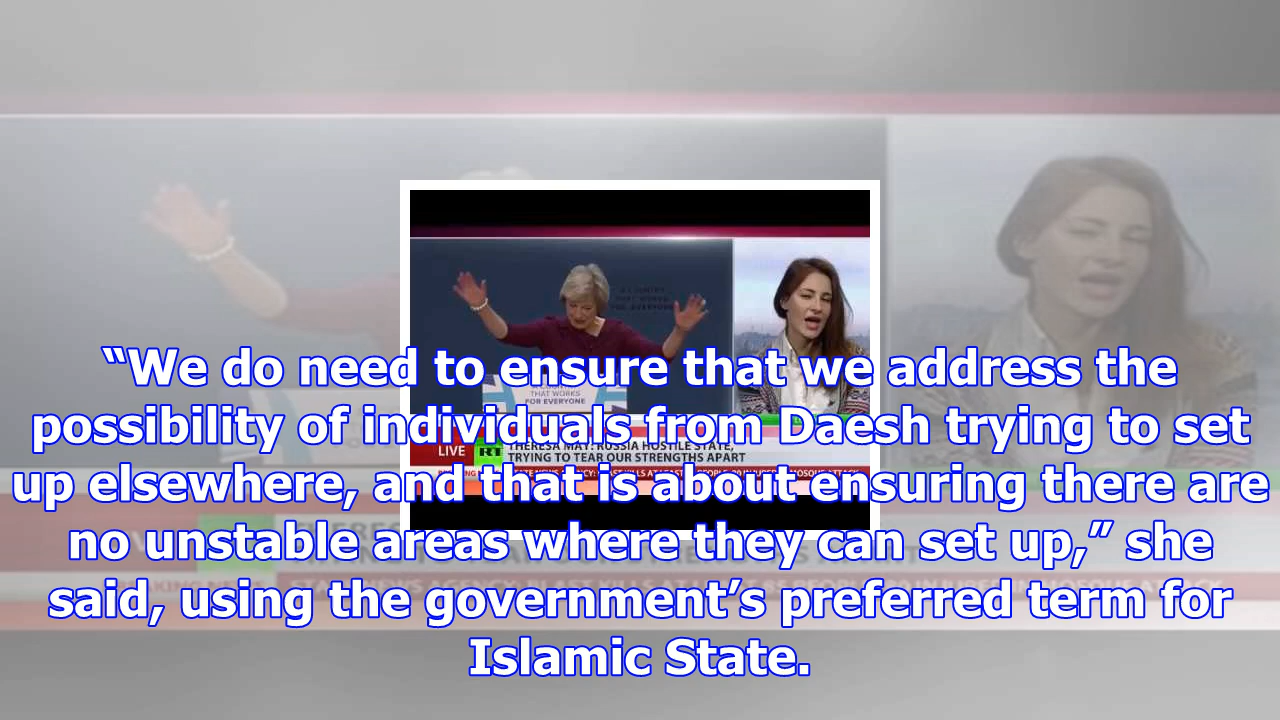 THAT WORKS
FOR EVERYONE
“We do need to ensure that we address the
possibility of individuals from Daesh trying to set
up elsewhere, and that is about ensuring there are
no unstable areas where they can set up,” she
said, using the government’s preferred term for
Islamic State.
LIVE
RT
THERESA MAY: RUSSIA HOSTILE STATE,
TRYING TO TEAR OUR STRENGTHS APART